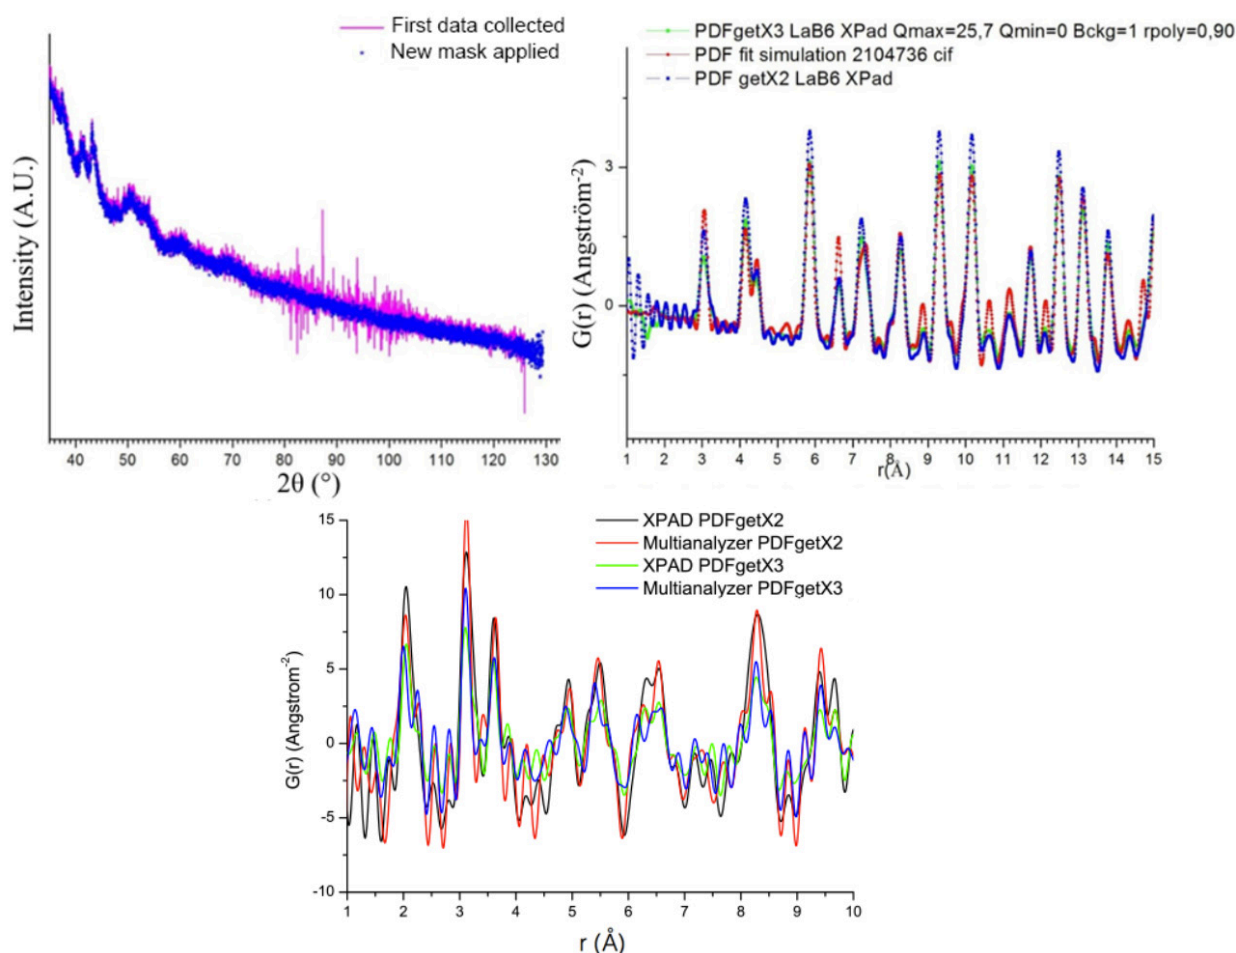 First data collected
New mask applied
Intensity (A.U.)
40 50 60 70 80 90 100 110 120 130
2θ (°)
PDFgetX3 LaB6 XPad Qmax=25,7 Qmin=0 Bckg=1 rpoly=0,90
PDF fit simulation 2104736 cif
PDF getX2 LaB6 XPad
G(r) (Angström-2)
3
0
1 2 3 4 5 6 7 8 9 10 11 12 13 14 15
r(Å)
XPAD PDFgetX2
Multianalyzer PDFgetX2
XPAD PDFgetX3
Multianalyzer PDFgetX3
G(r) (Angstrom-2)
15
10
5
0
-5
-10
1 2 3 4 5 6 7 8 9 10
r (Å)